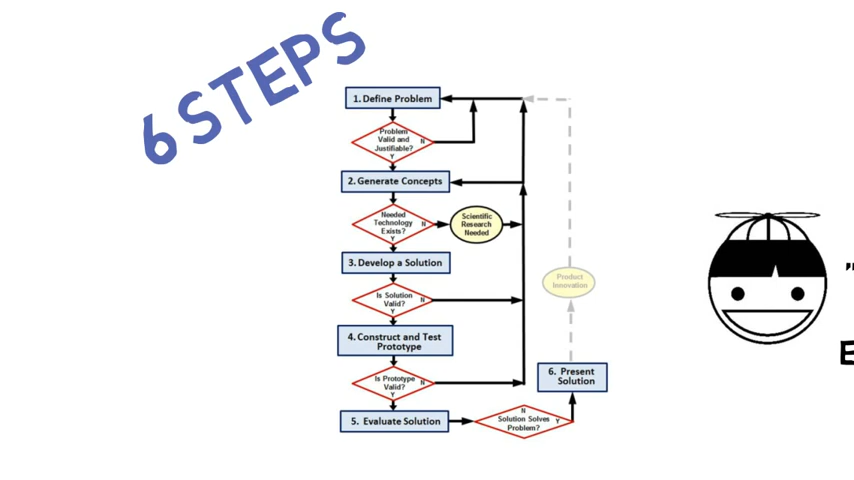 6 STEPS
1. Define Problem
Problem
Valid and
Justifiable?
N
Y
2. Generate Concepts
Needed
Technology
Exists?
N
Y
Scientific
Research
Needed
3. Develop a Solution
Is Solution
Valid?
N
Y
Product
Innovation
4. Construct and Test
Prototype
Is Prototype
Valid?
N
Y
6. Present
Solution
5. Evaluate Solution
N
Solution Solves
Problem?
Y
"
E